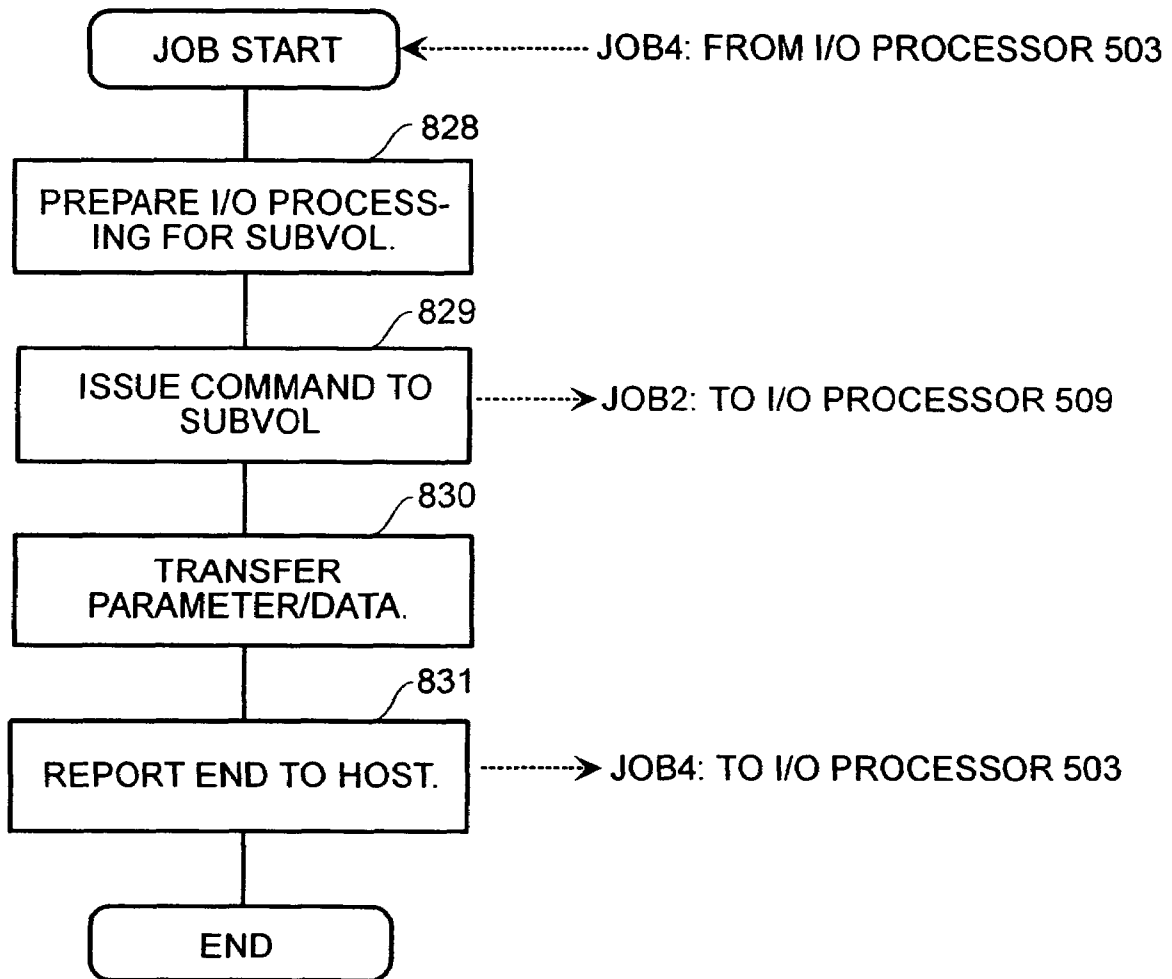 JOB START
JOB4: FROM I/O PROCESSOR 503
828
PREPARE I/O PROCESS-
ING FOR SUBVOL.
829
ISSUE COMMAND TO
SUBVOL
JOB2: TO I/O PROCESSOR 509
830
TRANSFER
PARAMETER/DATA.
831
REPORT END TO HOST.
JOB4: TO I/O PROCESSOR 503
END